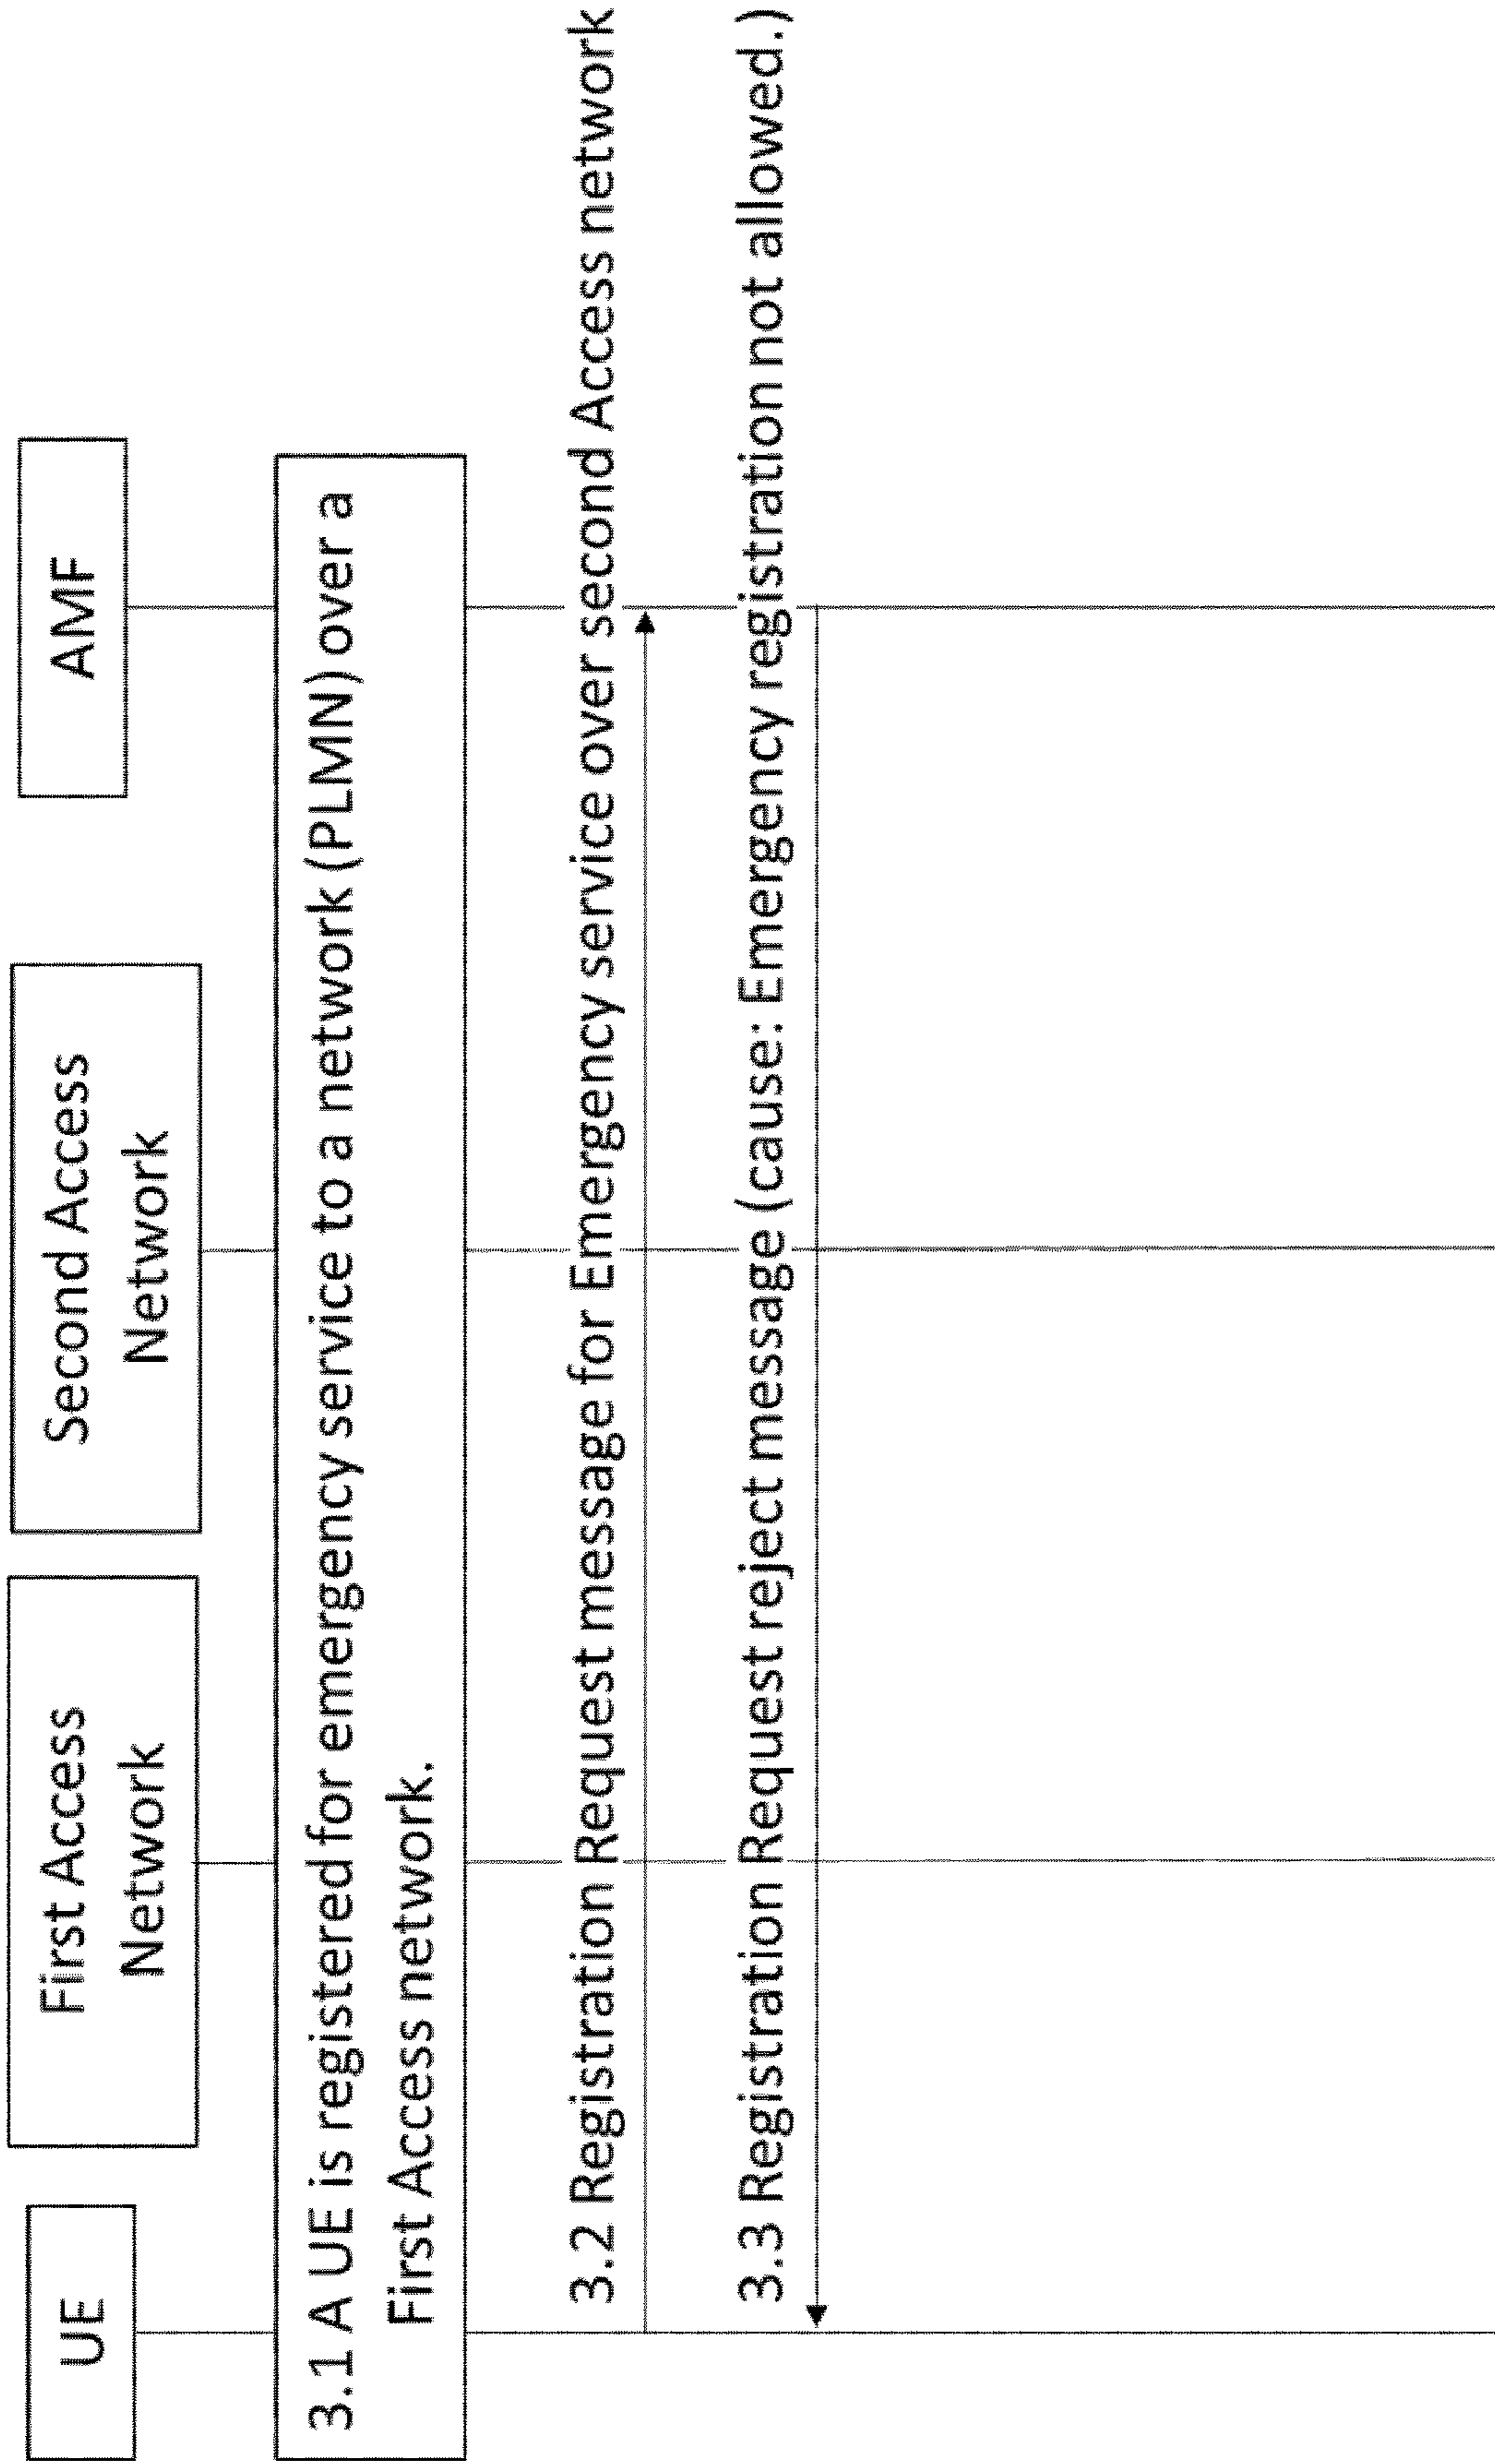 UE
First Access
Network
Second Access
Network
AMF
3.1 A UE is registered for emergency service to a network (PLMN) over a
First Access network.
3.2 Registration Request message for Emergency service over second Access network
3.3 Registration Request reject message (cause: Emergency registration not allowed.)